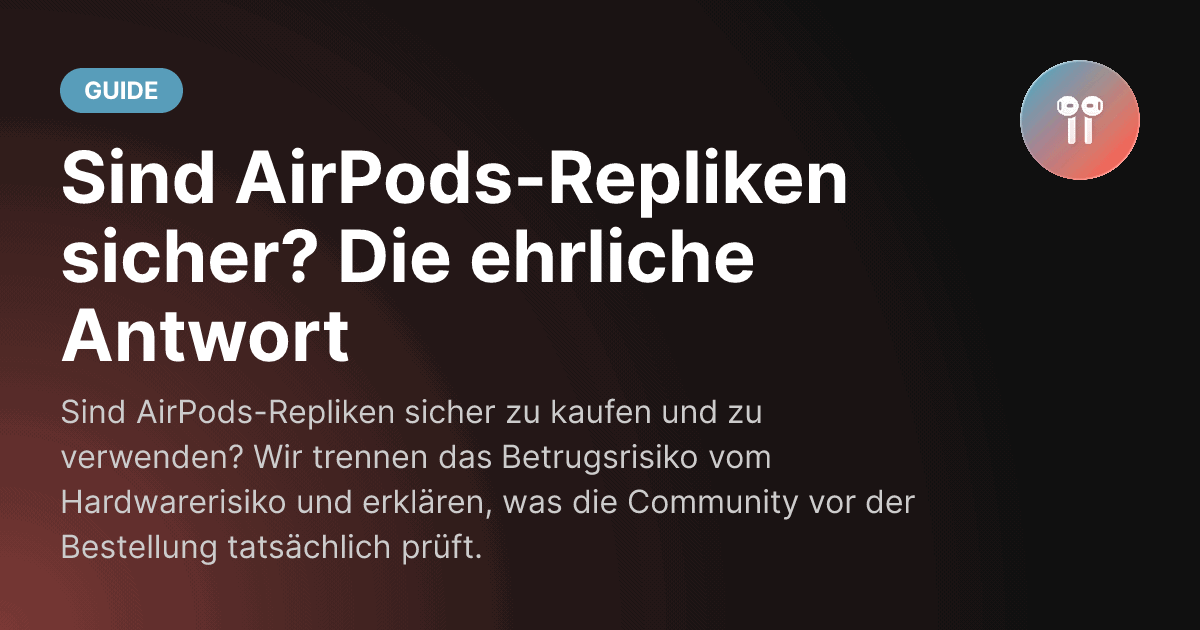 GUIDE
Sind AirPods-Repliken
sicher? Die ehrliche
Antwort
Sind AirPods-Repliken sicher zu kaufen und zu
verwenden? Wir trennen das Betrugsrisiko vom
Hardwarerisiko und erklären, was die Community vor der
Bestellung tatsächlich prüft.